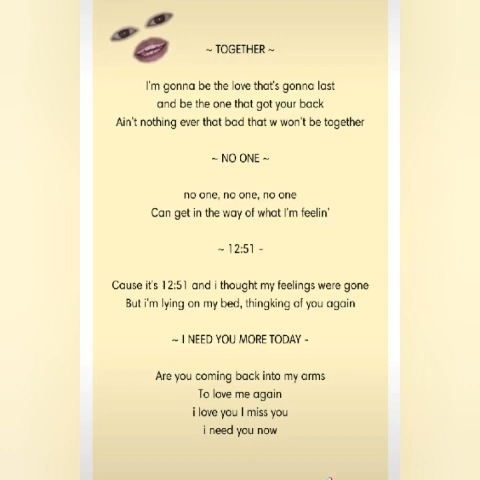 ~ TOGETHER ~
I'm gonna be the love that's gonna last
and be the one that got your back
Ain't nothing ever that bad that w won't be together
~ NO ONE ~
no one, no one, no one
Can get in the way of what I'm feelin'
~ 12:51 -
Cause it's 12:51 and i thought my feelings were gone
But i'm lying on my bed, thingking of you again
~ I NEED YOU MORE TODAY -
Are you coming back into my arms
To love me again
i love you I miss you
i need you now